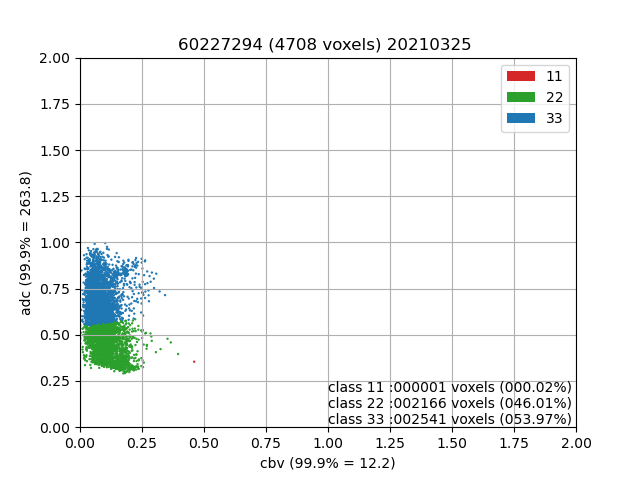 60227294 (4708 voxels) 20210325
2.00
1.75
1.50
1.25
1.00
0.75
0.50
0.25
0.00
adc (99.9% = 263.8)
11
22
33
class 11 :000001 voxels (000.02%)
class 22 :002166 voxels (046.01%)
class 33 :002541 voxels (053.97%)
0.00 0.25 0.50 0.75 1.00 1.25 1.50 1.75 2.00
cbv (99.9% = 12.2)